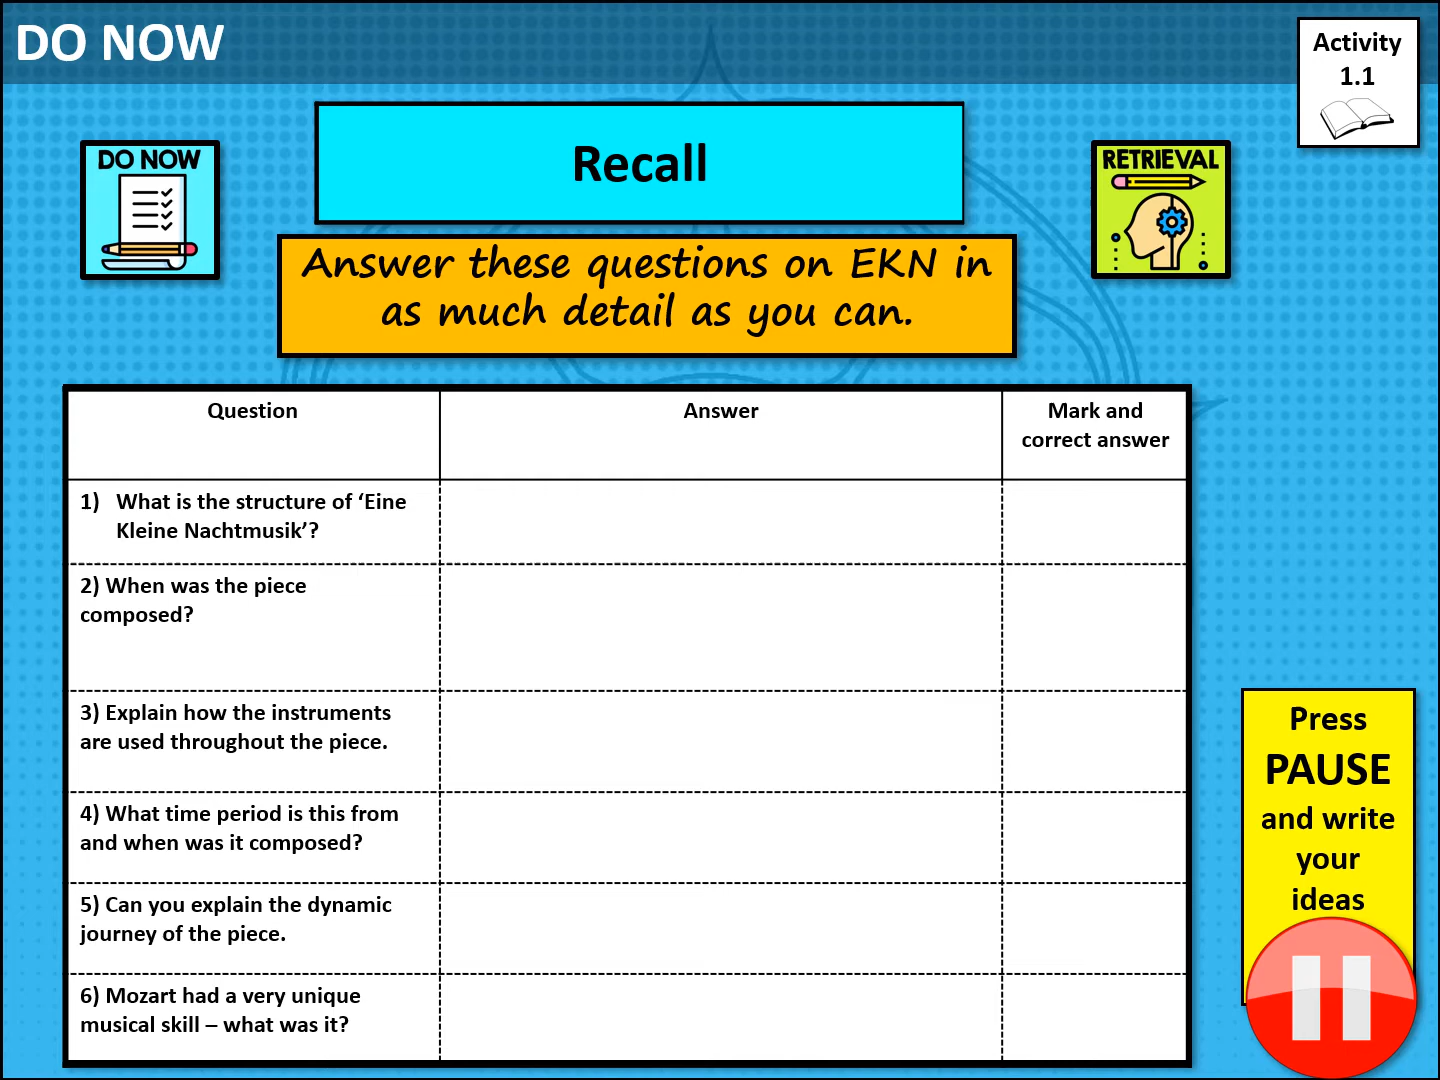 DO NOW
Activity
1.1
Recall
DO NOW
RETRIEVAL
Answer these questions on EKN in
as much detail as you can.
Question
Answer
Mark and
correct answer
1) What is the structure of ‘Eine
Kleine Nachtmusik’?
2) When was the piece
composed?
3) Explain how the instruments
are used throughout the piece.
4) What time period is this from
and when was it composed?
5) Can you explain the dynamic
journey of the piece.
6) Mozart had a very unique
musical skill – what was it?
Press
PAUSE
and write
your
ideas